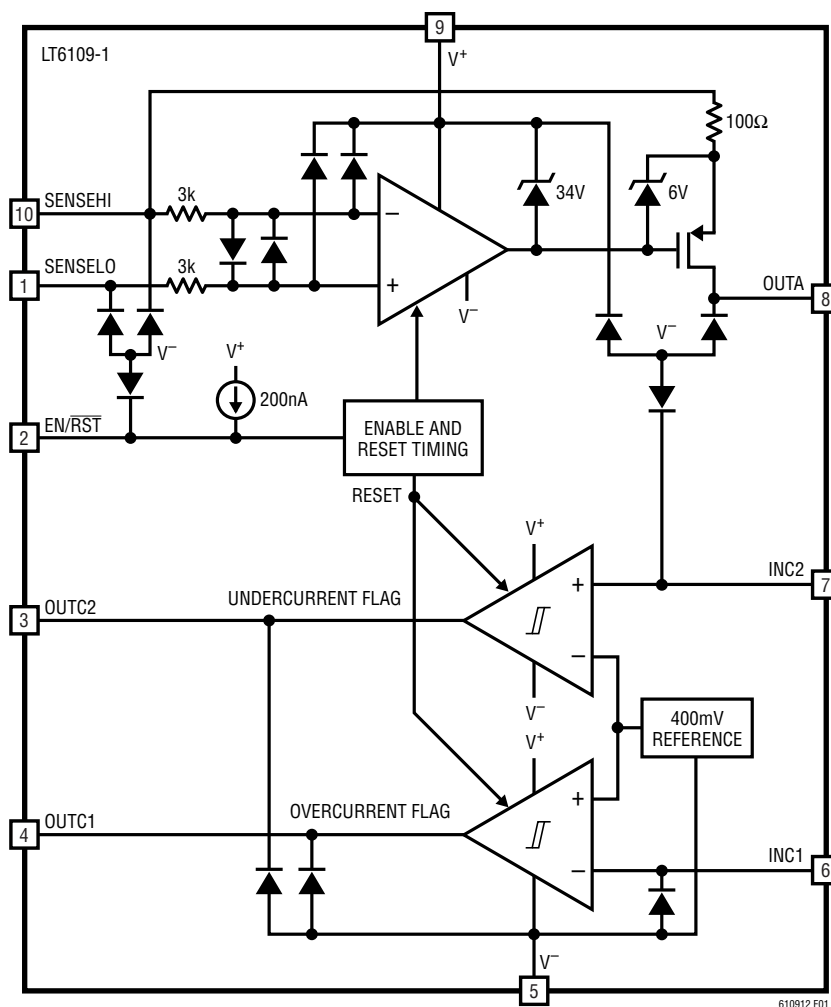 9
LT6109-1
V+
100Ω
34V
6V
3k
10 SENSEHI
−
3k
1 SENSELO
+
V−
OUTA 8
V−
V−
V+
200nA
2 EN/R̅S̅T̅
ENABLE AND
RESET TIMING
RESET
V+
+
INC2 7
UNDERCURRENT FLAG
3 OUTC2
−
V−
400mV
REFERENCE
V+
+
OVERCURRENT FLAG
4 OUTC1
−
INC1 6
V−
5
610912 F01